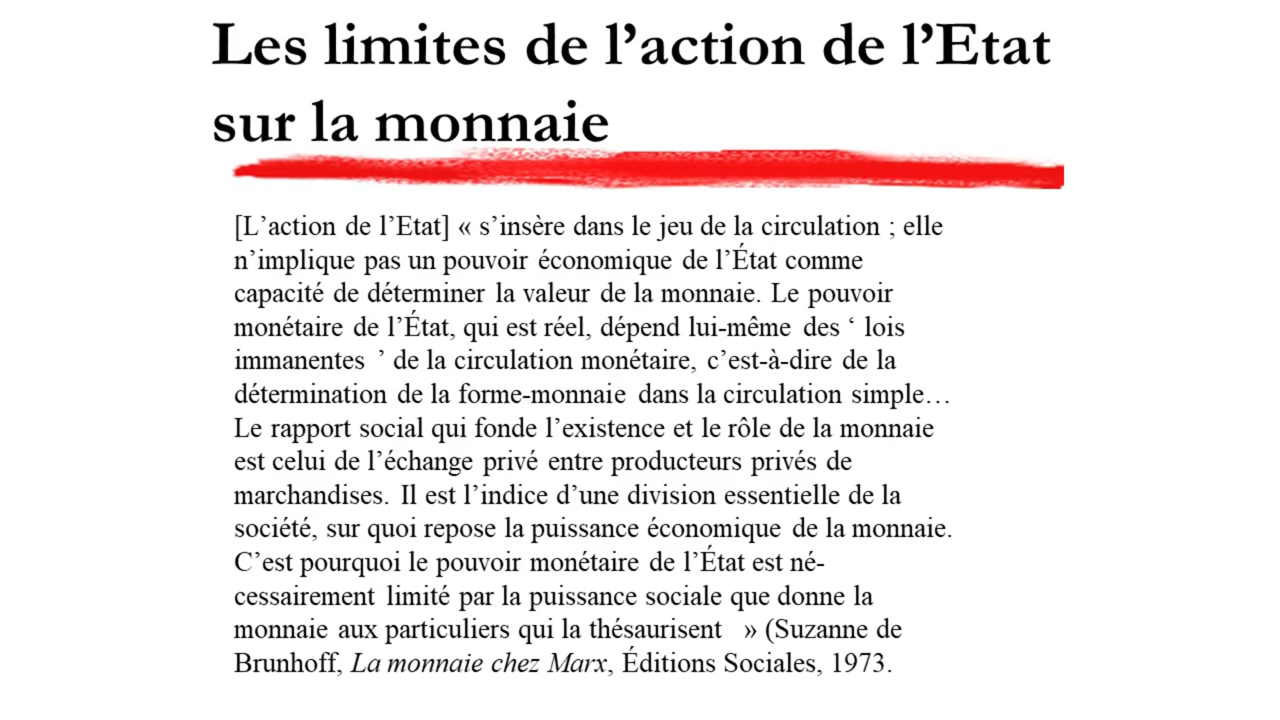 Les limites de l’action de l’Etat
sur la monnaie
[L’action de l’Etat] « s’insère dans le jeu de la circulation ; elle
n’implique pas un pouvoir économique de l’État comme
capacité de déterminer la valeur de la monnaie. Le pouvoir
monétaire de l’État, qui est réel, dépend lui-même des ‘ lois
immanentes ’ de la circulation monétaire, c’est-à-dire de la
détermination de la forme-monnaie dans la circulation simple…
Le rapport social qui fonde l’existence et le rôle de la monnaie
est celui de l’échange privé entre producteurs privés de
marchandises. Il est l’indice d’une division essentielle de la
société, sur quoi repose la puissance économique de la monnaie.
C’est pourquoi le pouvoir monétaire de l’État est né-
cessairement limité par la puissance sociale que donne la
monnaie aux particuliers qui la thésaurisent » (Suzanne de
Brunhoff, La monnaie chez Marx, Éditions Sociales, 1973.